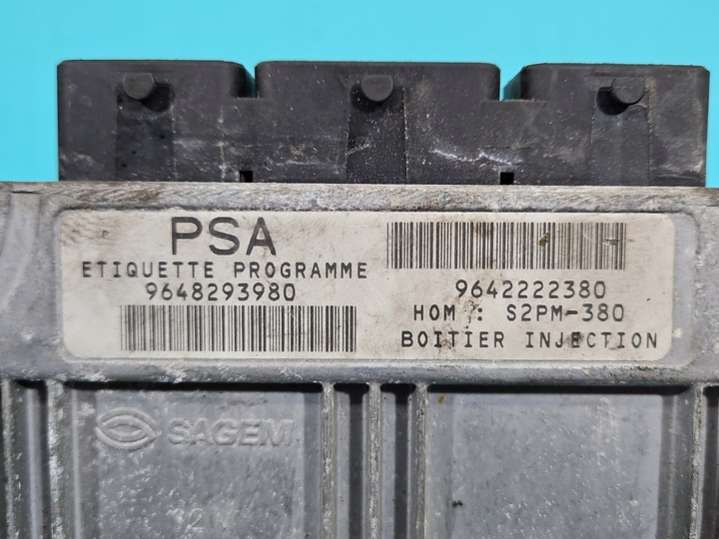 PSA
ETIQUETTE PROGRAMME
9648293980
9642222380
HOM : S2PM-380
BOITIER INJECTION
SAGEM